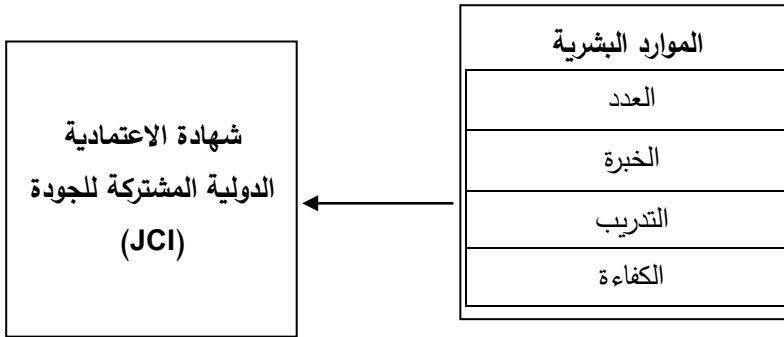 الموارد البشرية
العدد
الخبرة
التدريب
الكفاءة
شهادة الاعتمادية
الدولية المشتركة للجودة
(JCI)